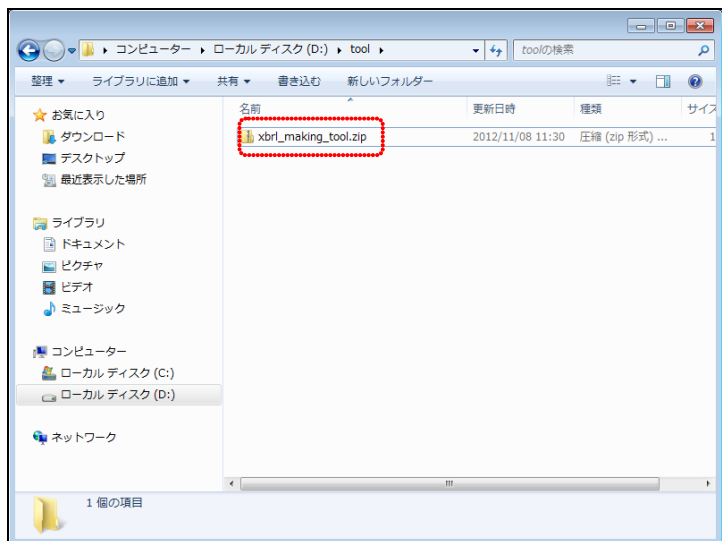 コンピューター ▸ ローカル ディスク (D:) ▸ tool ▸
toolの検索
整理 ライブラリに追加 共有 書き込む 新しいフォルダー
名前 更新日時 種類 サイズ
xbrl_making_tool.zip 2012/11/08 11:30 圧縮 (zip 形式) ... 1
お気に入り
ダウンロード
デスクトップ
最近表示した場所
ライブラリ
ドキュメント
ピクチャ
ビデオ
ミュージック
コンピューター
ローカル ディスク (C:)
ローカル ディスク (D:)
ネットワーク
1 個の項目